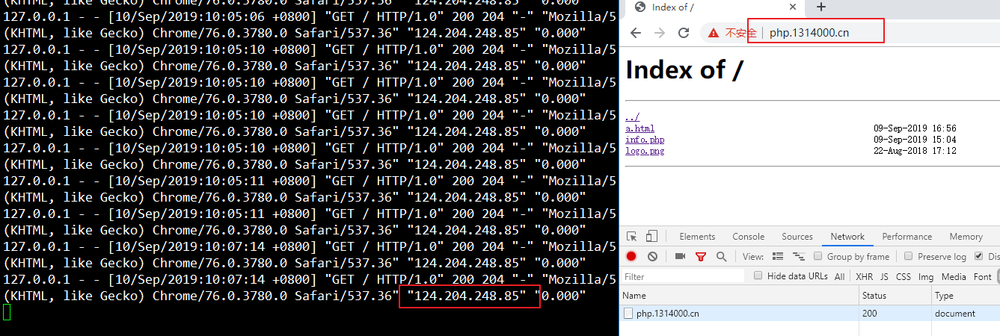 (KHTML, like Gecko) Chrome/76.0.3780.0 Safari/537.36" "124.204.248.85" "0.000"
127.0.0.1 - - [10/Sep/2019:10:05:06 +0800] "GET / HTTP/1.0" 200 204 "-" "Mozilla/5
(KHTML, like Gecko) Chrome/76.0.3780.0 Safari/537.36" "124.204.248.85" "0.000"
127.0.0.1 - - [10/Sep/2019:10:05:10 +0800] "GET / HTTP/1.0" 200 204 "-" "Mozilla/5
(KHTML, like Gecko) Chrome/76.0.3780.0 Safari/537.36" "124.204.248.85" "0.000"
127.0.0.1 - - [10/Sep/2019:10:05:10 +0800] "GET / HTTP/1.0" 200 204 "-" "Mozilla/5
(KHTML, like Gecko) Chrome/76.0.3780.0 Safari/537.36" "124.204.248.85" "0.000"
127.0.0.1 - - [10/Sep/2019:10:05:10 +0800] "GET / HTTP/1.0" 200 204 "-" "Mozilla/5
(KHTML, like Gecko) Chrome/76.0.3780.0 Safari/537.36" "124.204.248.85" "0.000"
127.0.0.1 - - [10/Sep/2019:10:05:10 +0800] "GET / HTTP/1.0" 200 204 "-" "Mozilla/5
(KHTML, like Gecko) Chrome/76.0.3780.0 Safari/537.36" "124.204.248.85" "0.000"
127.0.0.1 - - [10/Sep/2019:10:05:11 +0800] "GET / HTTP/1.0" 200 204 "-" "Mozilla/5
(KHTML, like Gecko) Chrome/76.0.3780.0 Safari/537.36" "124.204.248.85" "0.000"
127.0.0.1 - - [10/Sep/2019:10:05:11 +0800] "GET / HTTP/1.0" 200 204 "-" "Mozilla/5
(KHTML, like Gecko) Chrome/76.0.3780.0 Safari/537.36" "124.204.248.85" "0.000"
127.0.0.1 - - [10/Sep/2019:10:07:14 +0800] "GET / HTTP/1.0" 200 204 "-" "Mozilla/5
(KHTML, like Gecko) Chrome/76.0.3780.0 Safari/537.36" "124.204.248.85" "0.000"
127.0.0.1 - - [10/Sep/2019:10:07:14 +0800] "GET / HTTP/1.0" 200 204 "-" "Mozilla/5
(KHTML, like Gecko) Chrome/76.0.3780.0 Safari/537.36" "124.204.248.85" "0.000"
Index of /
不安全 | php.1314000.cn
Index of /
../
a.html 09-Sep-2019 16:56
info.php 09-Sep-2019 15:04
logo.png 22-Aug-2018 17:12
Elements Console Sources Network Performance Memory
View: Group by frame Preserve log Dis
Filter Hide data URLs All XHR JS CSS Img Media Font
Name Status Type
php.1314000.cn 200 document